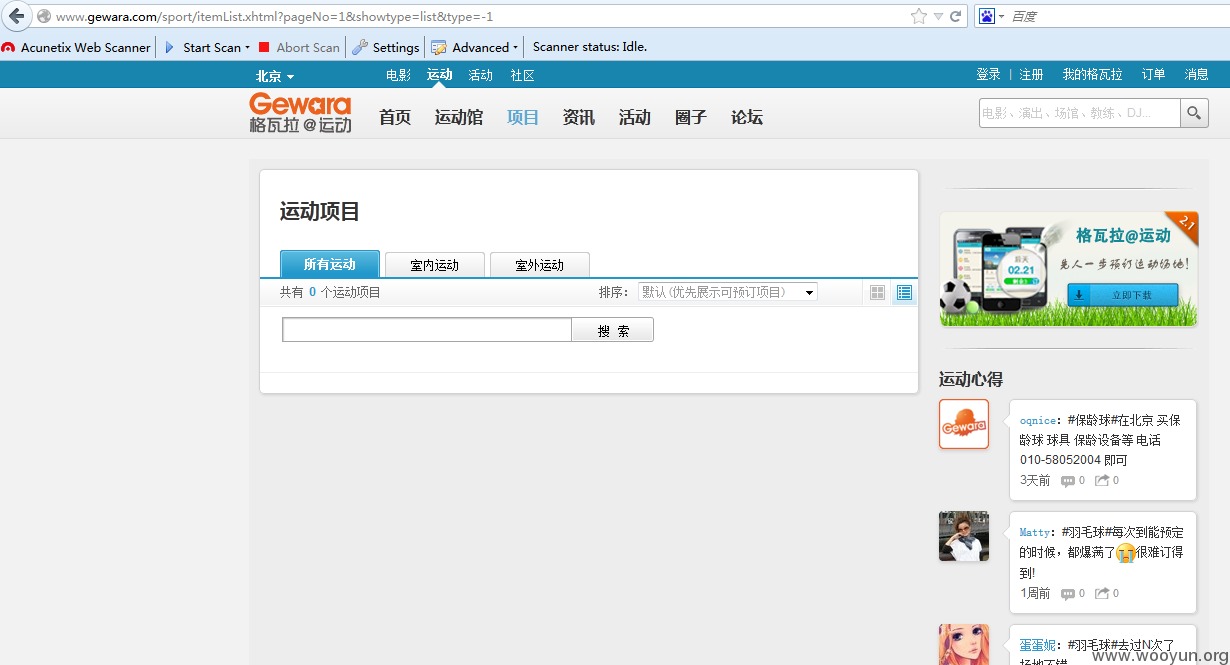 www.gewara.com/sport/itemList.xhtml?pageNo=1&showtype=list&type=-1
百度
Acunetix Web Scanner
Start Scan
Abort Scan
Settings
Advanced
Scanner status: Idle.
北京
电影 运动 活动 社区
登录 | 注册 我的格瓦拉 订单 消息
Gewara
格瓦拉@运动
首页 运动馆 项目 资讯 活动 圈子 论坛
电影、演出、场馆、教练、DJ...
运动项目
所有运动 室内运动 室外运动
共有 0 个运动项目
排序: 默认(优先展示可预订项目)
搜 索
2.1
格瓦拉@运动
后天
02.21
快人一步预订运动场地!
立即下载
运动心得
Gewara
oqnice: #保龄球#在北京 买保
龄球 球具 保龄设备等 电话
010-58052004 即可
3天前 0 0
Matty: #羽毛球#每次到能预定
的时候，都爆满了😭很难订得
到!
1周前 0 0
蛋蛋妮: #羽毛球#去过N次了
场地不错
www.wooyun.org